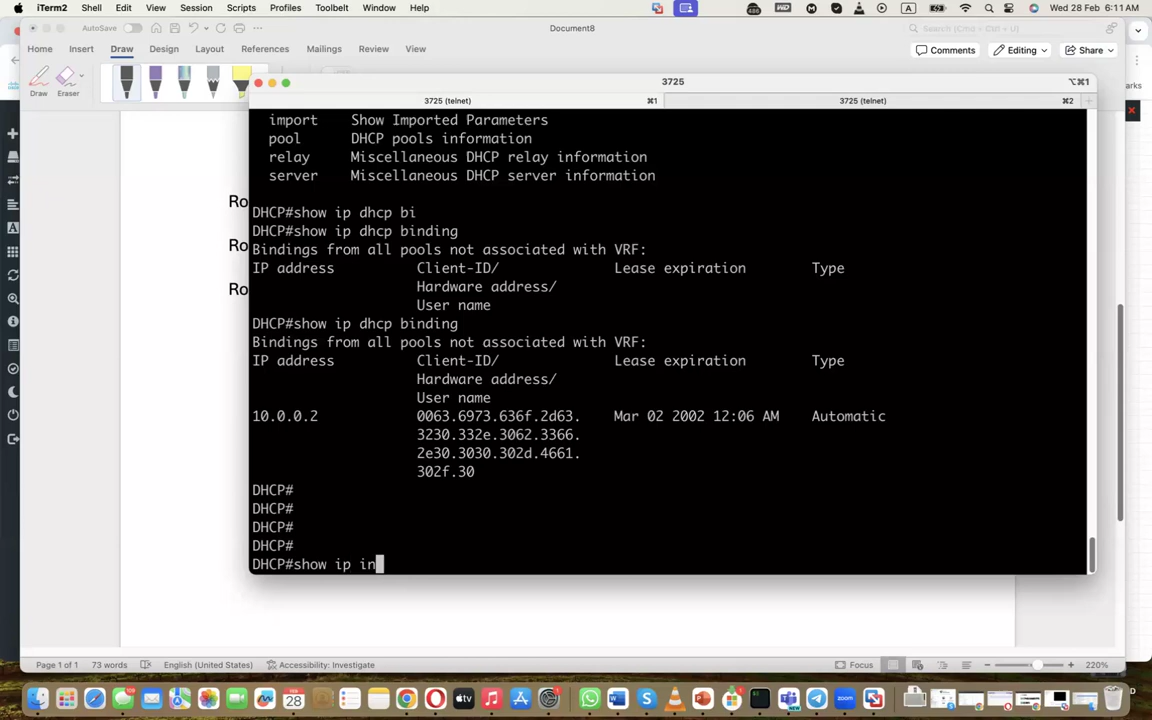 iTerm2 Shell Edit View Session Scripts Profiles Toolbelt Window Help Wed 28 Feb 6:11 AM
AutoSave Document8 Search (Cmd + Ctrl + U)
Home Insert Draw Design Layout References Mailings Review View Comments Editing Share
Draw Eraser
3725 ⌥⌘1
3725 (telnet) ⌘1 3725 (telnet) ⌘2
arks
import Show Imported Parameters
pool DHCP pools information
relay Miscellaneous DHCP relay information
server Miscellaneous DHCP server information
Ro
DHCP#show ip dhcp bi
DHCP#show ip dhcp binding
Ro
Bindings from all pools not associated with VRF:
IP address Client-ID/ Lease expiration Type
Hardware address/
Ro
User name
DHCP#show ip dhcp binding
Bindings from all pools not associated with VRF:
IP address Client-ID/ Lease expiration Type
Hardware address/
User name
10.0.0.2 0063.6973.636f.2d63. Mar 02 2002 12:06 AM Automatic
3230.332e.3062.3366.
2e30.3030.302d.4661.
302f.30
DHCP#
DHCP#
DHCP#
DHCP#
DHCP#show ip in
Page 1 of 1 73 words English (United States) Accessibility: Investigate Focus 220%